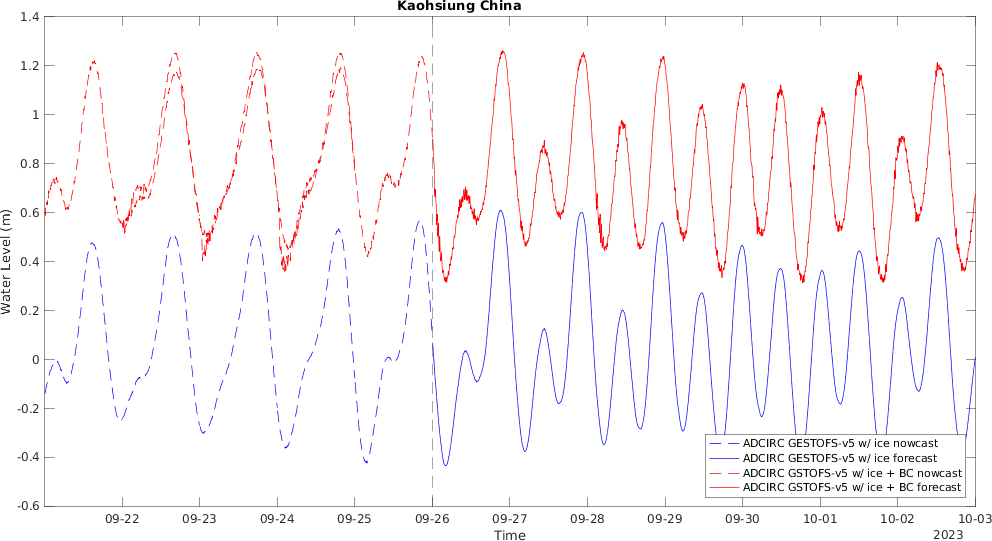 Kaohsiung China
Water Level (m)
1.4
1.2
1
0.8
0.6
0.4
0.2
0
-0.2
-0.4
-0.6
ADCIRC GESTOFS-v5 w/ ice nowcast
ADCIRC GESTOFS-v5 w/ ice forecast
ADCIRC GSTOFS-v5 w/ ice + BC nowcast
ADCIRC GSTOFS-v5 w/ ice + BC forecast
09-22 09-23 09-24 09-25 09-26 09-27 09-28 09-29 09-30 10-01 10-02 10-03
Time
2023